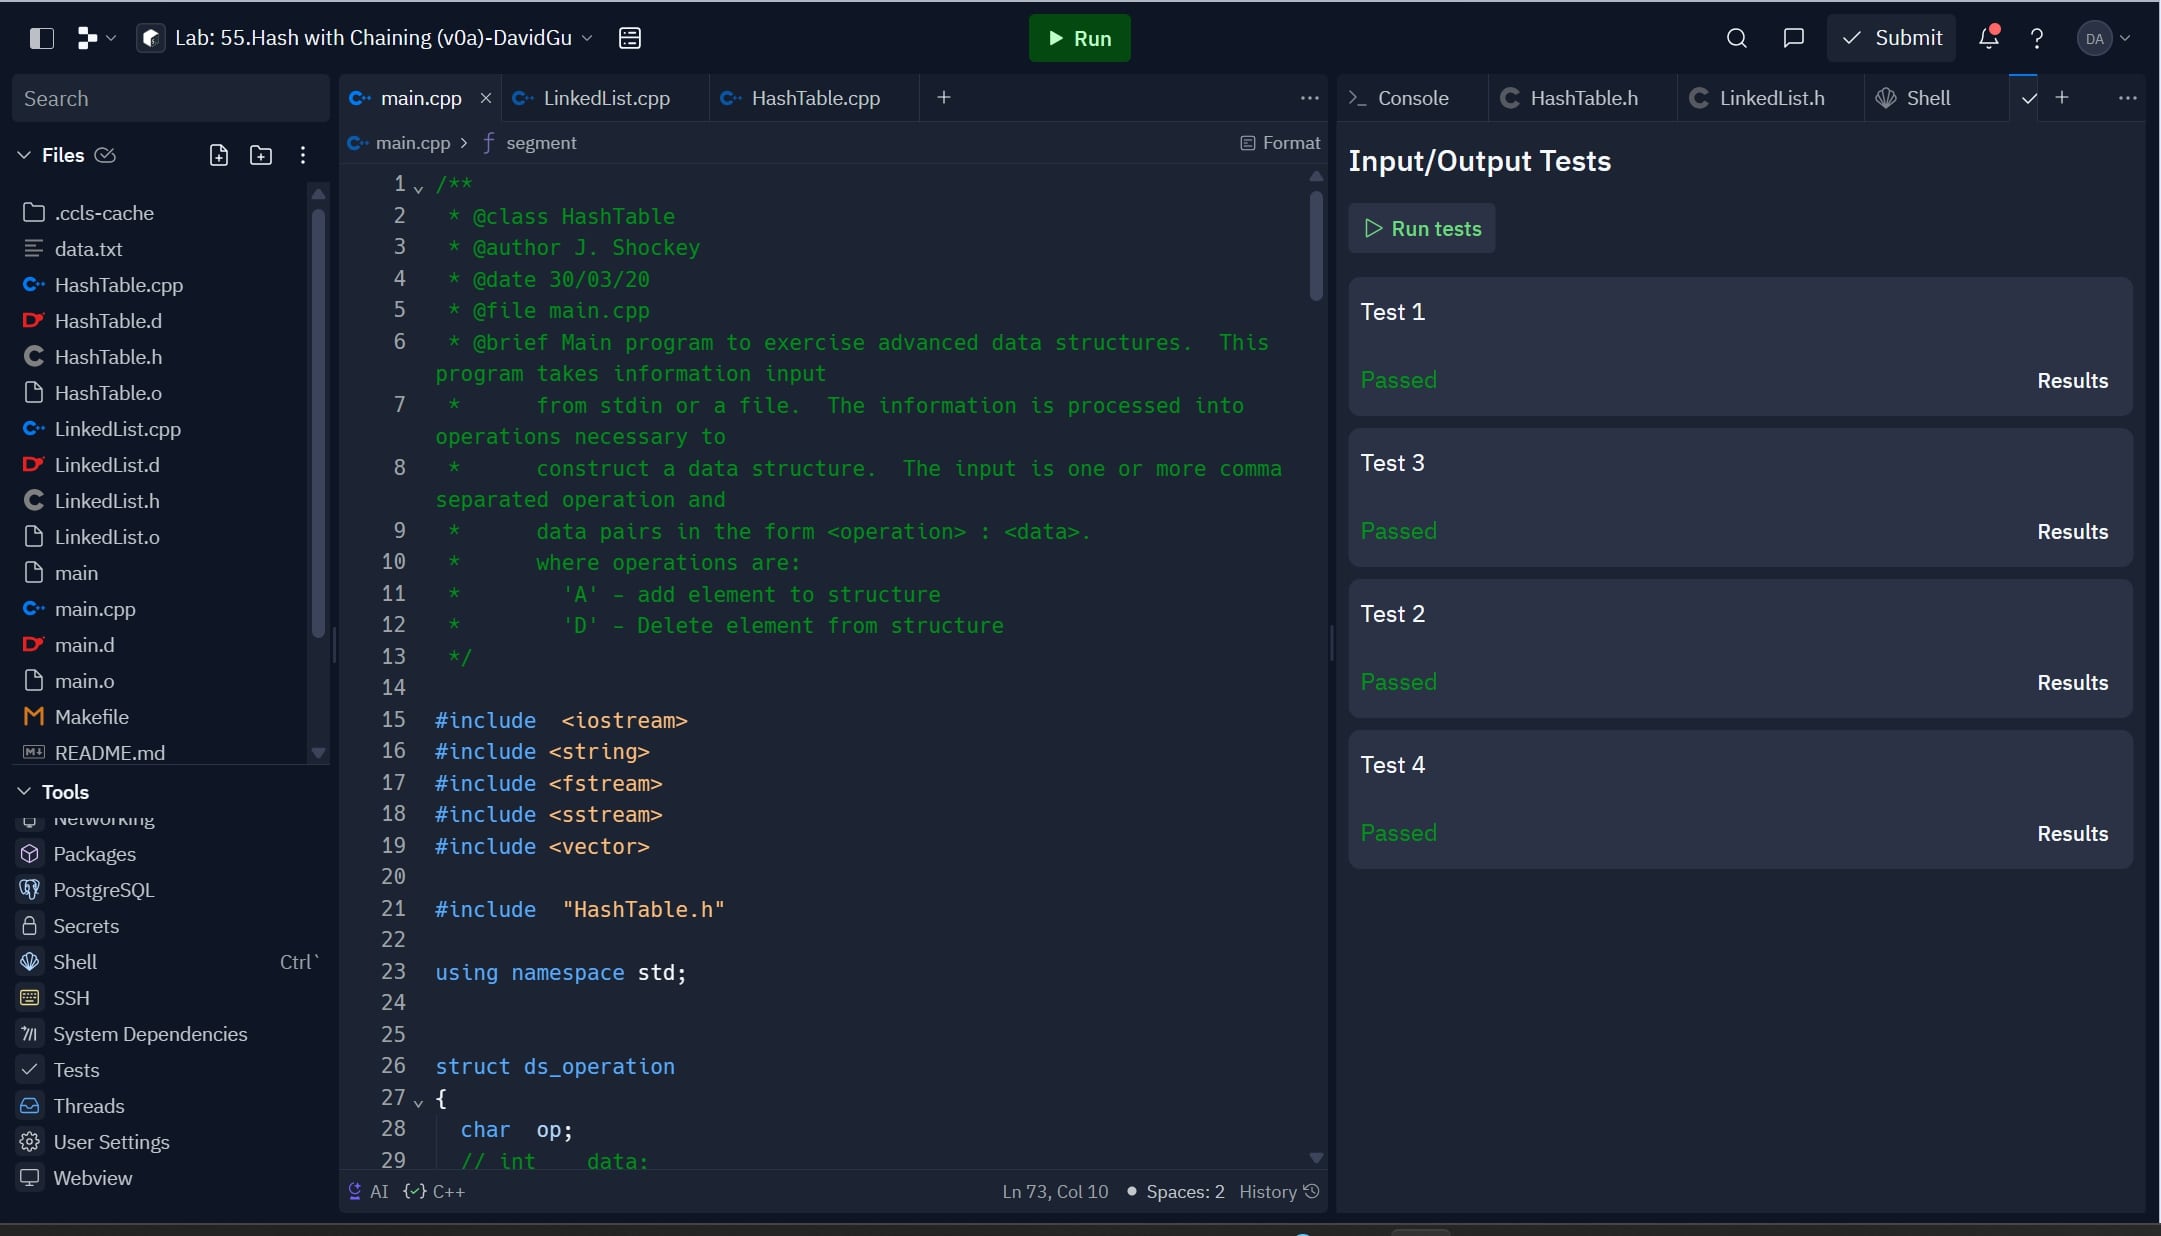 Lab: 55.Hash with Chaining (v0a)-DavidGu
Run
Submit
DA
Search
Files
.ccls-cache
data.txt
HashTable.cpp
HashTable.d
HashTable.h
HashTable.o
LinkedList.cpp
LinkedList.d
LinkedList.h
LinkedList.o
main
main.cpp
main.d
main.o
Makefile
README.md
Tools
Networking
Packages
PostgreSQL
Secrets
Shell Ctrl `
SSH
System Dependencies
Tests
Threads
User Settings
Webview
main.cpp LinkedList.cpp HashTable.cpp
main.cpp > segment Format
1 /**
2 * @class HashTable
3 * @author J. Shockey
4 * @date 30/03/20
5 * @file main.cpp
6 * @brief Main program to exercise advanced data structures.  This
program takes information input
7 *      from stdin or a file.  The information is processed into
operations necessary to
8 *      construct a data structure.  The input is one or more comma
separated operation and
9 *      data pairs in the form <operation> : <data>.
10 *      where operations are:
11 *        'A' - add element to structure
12 *        'D' - Delete element from structure
13 */
14
15 #include  <iostream>
16 #include <string>
17 #include <fstream>
18 #include <sstream>
19 #include <vector>
20
21 #include  "HashTable.h"
22
23 using namespace std;
24
25
26 struct ds_operation
27 {
28 char  op;
29 // int    data;
AI C++
Ln 73, Col 10 Spaces: 2 History
Console HashTable.h LinkedList.h Shell
Input/Output Tests
Run tests
Test 1
Passed Results
Test 3
Passed Results
Test 2
Passed Results
Test 4
Passed Results